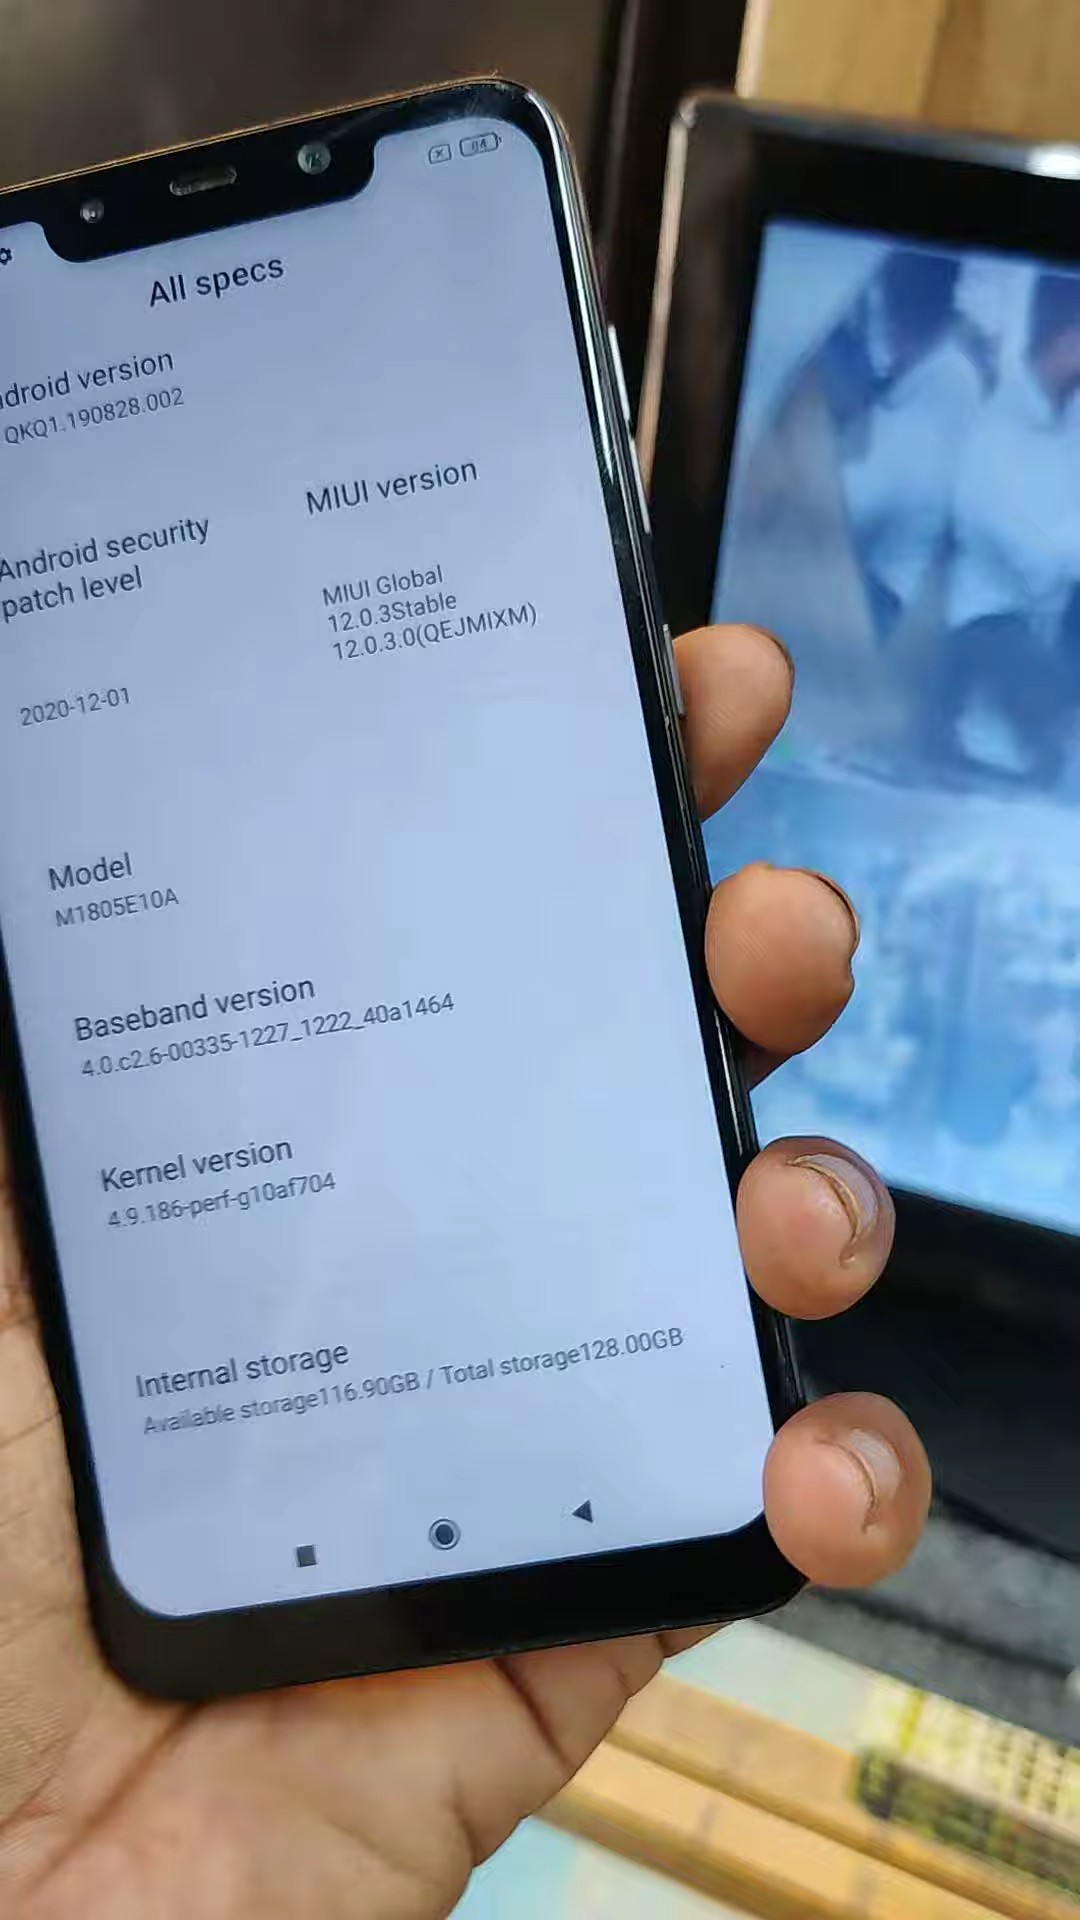 84
All specs
ndroid version
QKQ1.190828.002
MIUI version
Android security
patch level
MIUI Global
12.0.3Stable
12.0.3.0(QEJMIXM)
2020-12-01
Model
M1805E10A
Baseband version
4.0.c2.6-00335-1227_1222_40a1464
Kernel version
4.9.186-perf-g10af704
Internal storage
Available storage116.90GB / Total storage128.00GB